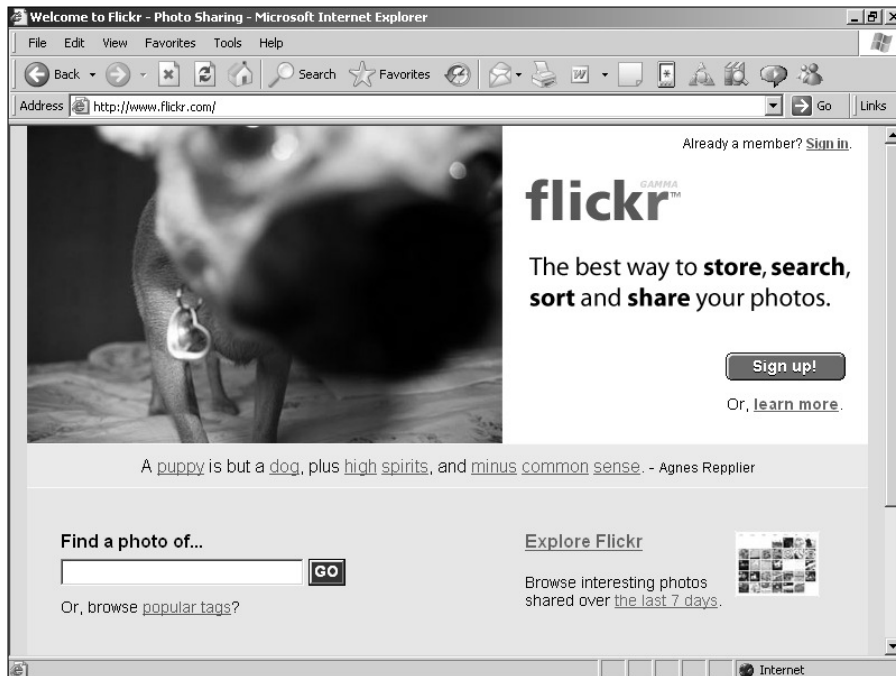 Welcome to Flickr - Photo Sharing - Microsoft Internet Explorer
File Edit View Favorites Tools Help
Back Search Favorites W
Address http://www.flickr.com/ Go Links
Already a member? Sign in.
flickr GAMMA ™
The best way to store, search,
sort and share your photos.
Sign up!
Or, learn more.
A puppy is but a dog, plus high spirits, and minus common sense. - Agnes Repplier
Find a photo of...
GO
Or, browse popular tags?
Explore Flickr
Browse interesting photos
shared over the last 7 days.
Internet